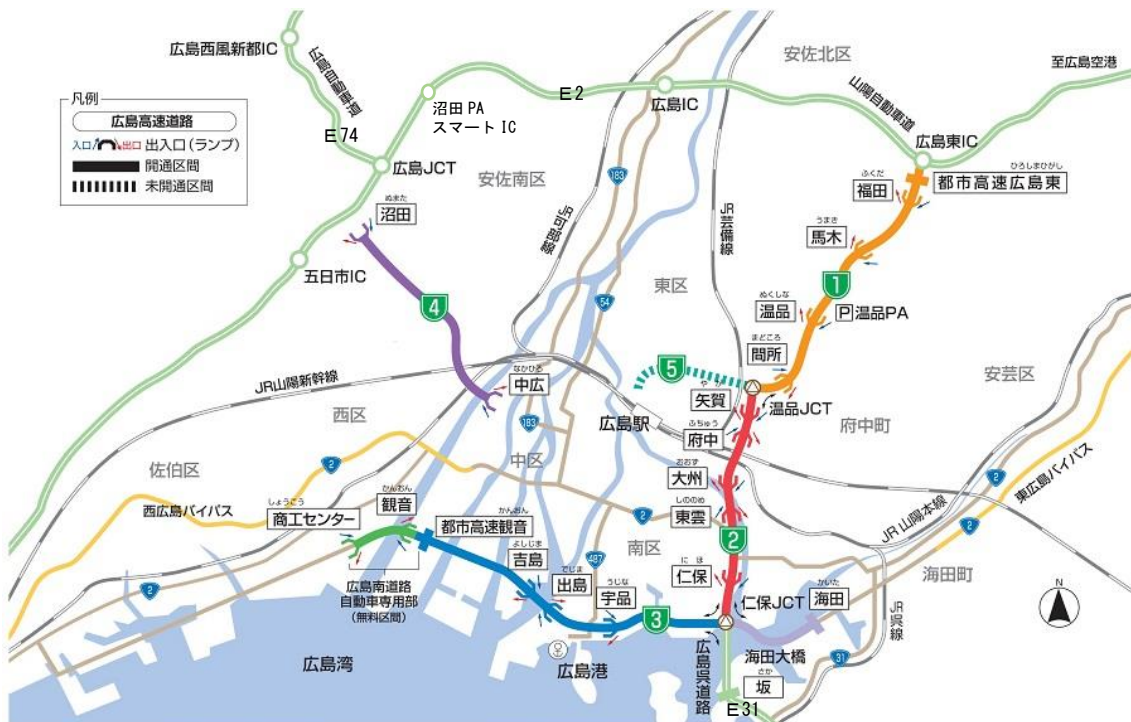 広島西風新都IC
広島自動車道
E74
凡例
広島高速道路
入口/出口 出入口(ランプ)
開通区間
未開通区間
沼田PA
スマートIC
E2
広島IC
安佐北区
至広島空港
山陽自動車道
広島東IC
ひろしまひがし
都市高速広島東
ふくだ
福田
広島JCT
安佐南区
183
JR可部線
JR芸備線
ぬまた
沼田
うまき
馬木
五日市IC
4
54
東区
1
ぬくしな
温品
P温品PA
まどころ
間所
JR山陽新幹線
なかひろ
中広
5
やが
矢賀
温品JCT
安芸区
西区
183
広島駅
ふちゅう
府中
府中町
佐伯区
2
中区
おおず
大州
2
東広島バイパス
西広島バイパス
しょうこう
商工センター
かんおん
観音
かんおん
都市高速観音
しののめ
東雲
2
JR山陽本線
2
よしじま
吉島
南区
2
487
でじま
出島
うじな
宇品
にほ
仁保
海田町
2
広島南道路
自動車専用部
(無料区間)
3
仁保JCT
かいた
海田
JR呉線
N
広島湾
広島港
広島呉道路
海田大橋
31
さか
坂
E31